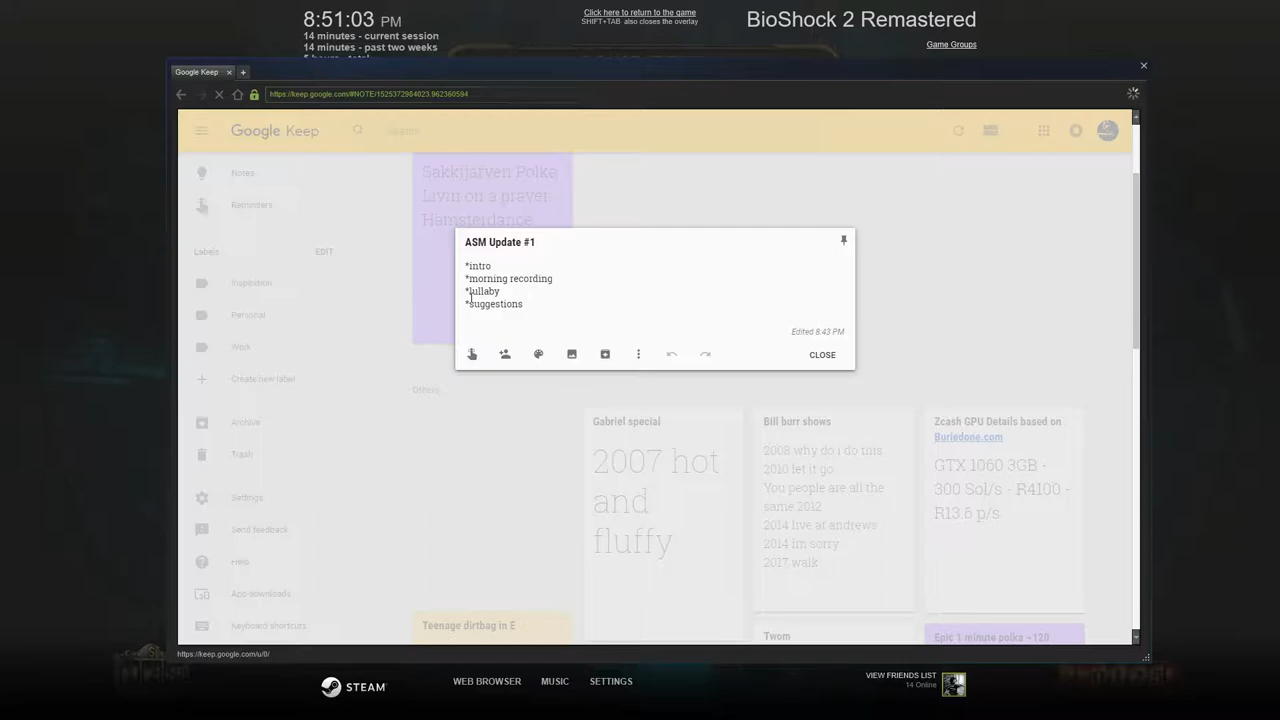 8:51:03 PM
14 minutes - current session
14 minutes - past two weeks
Click here to return to the game
SHIFT+TAB also closes the overlay
BioShock 2 Remastered
Game Groups
Google Keep
https://keep.google.com/#NOTE/1525372984023.962360594
Google Keep
Search
Notes
Reminders
Labels
EDIT
Inspiration
Personal
Work
Create new label
Archive
Trash
Settings
Send feedback
Help
App downloads
Keyboard shortcuts
Sakkijarven Polka
Livin on a prayer
Hamsterdance
ASM Update #1
*intro
*morning recording
*lullaby
*suggestions
Edited 8:43 PM
CLOSE
Others
Gabriel special
2007 hot
and
fluffy
Bill burr shows
2008 why do i do this
2010 let it go
You people are all the
same 2012
2014 live at andrews
2014 im sorry
2017 walk
Zcash GPU Details based on
Buriedone.com
GTX 1060 3GB -
300 Sol/s - R4100 -
R13.6 p/s
Teenage dirtbag in E
Twom
Epic 1 minute polka ~120
https://keep.google.com/u/0/
STEAM
WEB BROWSER
MUSIC
SETTINGS
VIEW FRIENDS LIST
14 Online